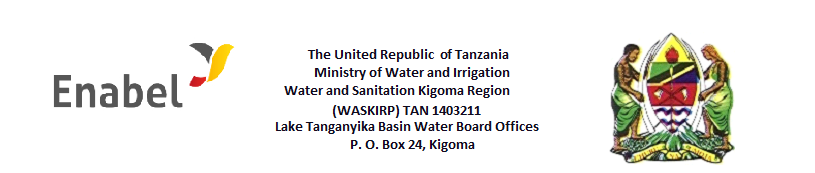 Enabel
The United Republic of Tanzania
Ministry of Water and Irrigation
Water and Sanitation Kigoma Region
(WASKIRP) TAN 1403211
Lake Tanganyika Basin Water Board Offices
P. O. Box 24, Kigoma